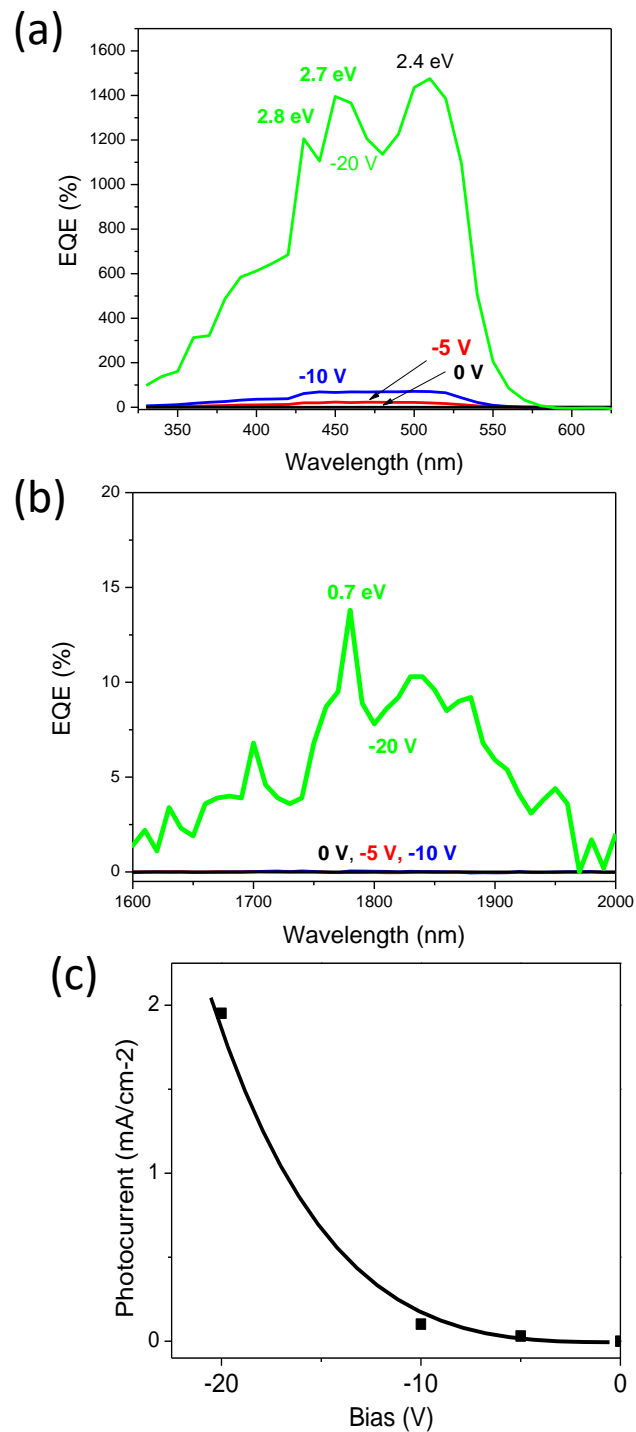 (a)
1600
1400
1200
1000
800
600
400
200
0
EQE (%)
2.4 eV
2.7 eV
2.8 eV
-20 V
-5 V
-10 V
0 V
350 400 450 500 550 600
Wavelength (nm)
(b)
20
15
10
5
0
EQE (%)
0.7 eV
-20 V
0 V, -5 V, -10 V
1600 1700 1800 1900 2000
Wavelength (nm)
(c)
2
1
0
Photocurrent (mA/cm-2)
-20 -10 0
Bias (V)